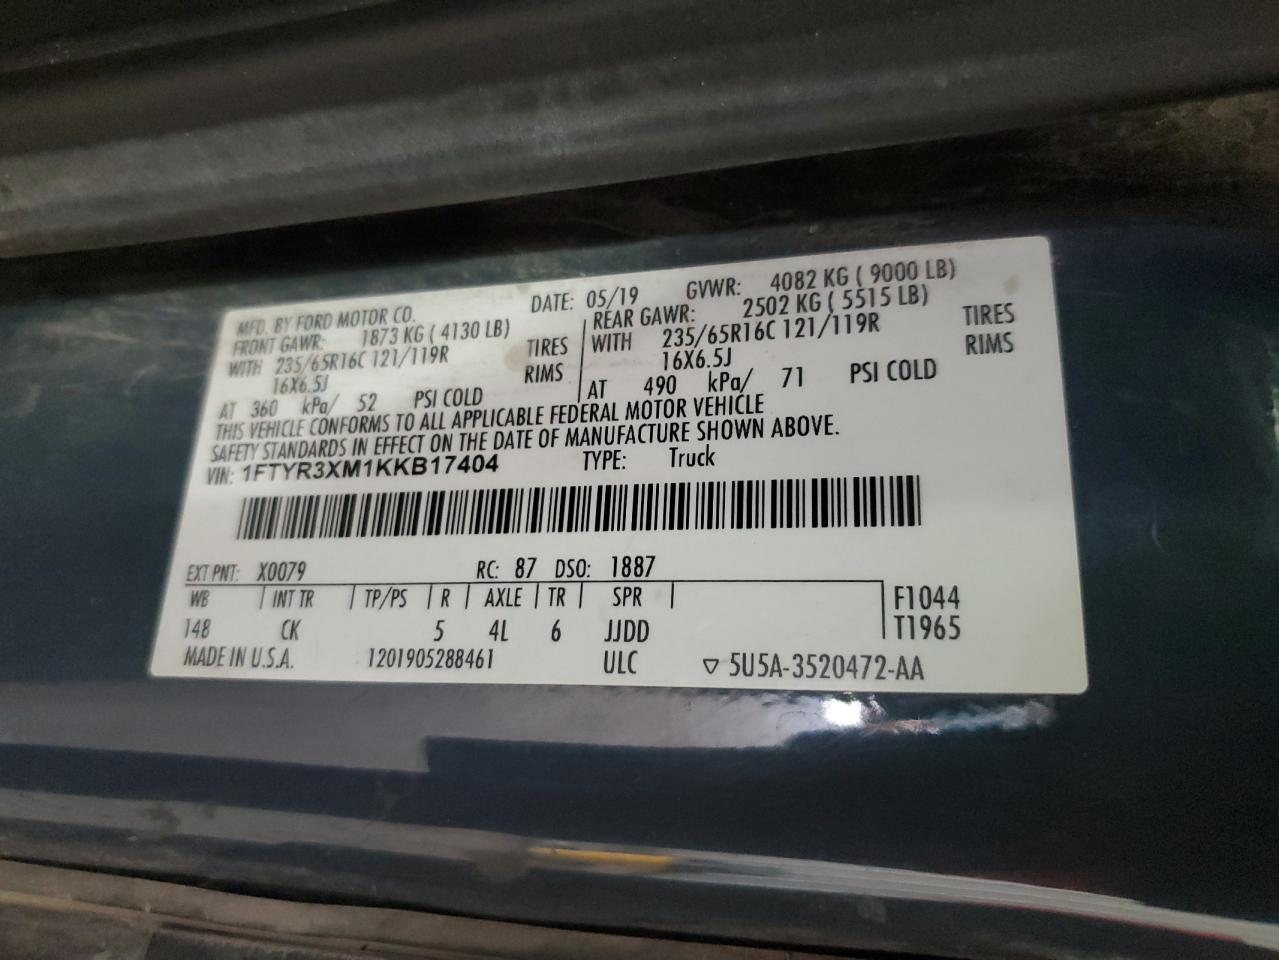 MFD. BY FORD MOTOR CO. DATE: 05/19 GVWR: 4082 KG ( 9000 LB)
FRONT GAWR: 1873 KG ( 4130 LB) REAR GAWR: 2502 KG ( 5515 LB)
WITH 235/65R16C 121/119R TIRES WITH 235/65R16C 121/119R TIRES
16X6.5J RIMS 16X6.5J RIMS
AT 360 kPa/ 52 PSI COLD AT 490 kPa/ 71 PSI COLD
THIS VEHICLE CONFORMS TO ALL APPLICABLE FEDERAL MOTOR VEHICLE
SAFETY STANDARDS IN EFFECT ON THE DATE OF MANUFACTURE SHOWN ABOVE.
VIN: 1FTYR3XM1KKB17404 TYPE: Truck
EXT PNT: X0079 RC: 87 DSO: 1887
WB INT TR TP/PS R AXLE TR SPR F1044
148 CK 5 4L 6 JJDD T1965
MADE IN U.S.A. 1201905288461 ULC ▽ 5U5A-3520472-AA